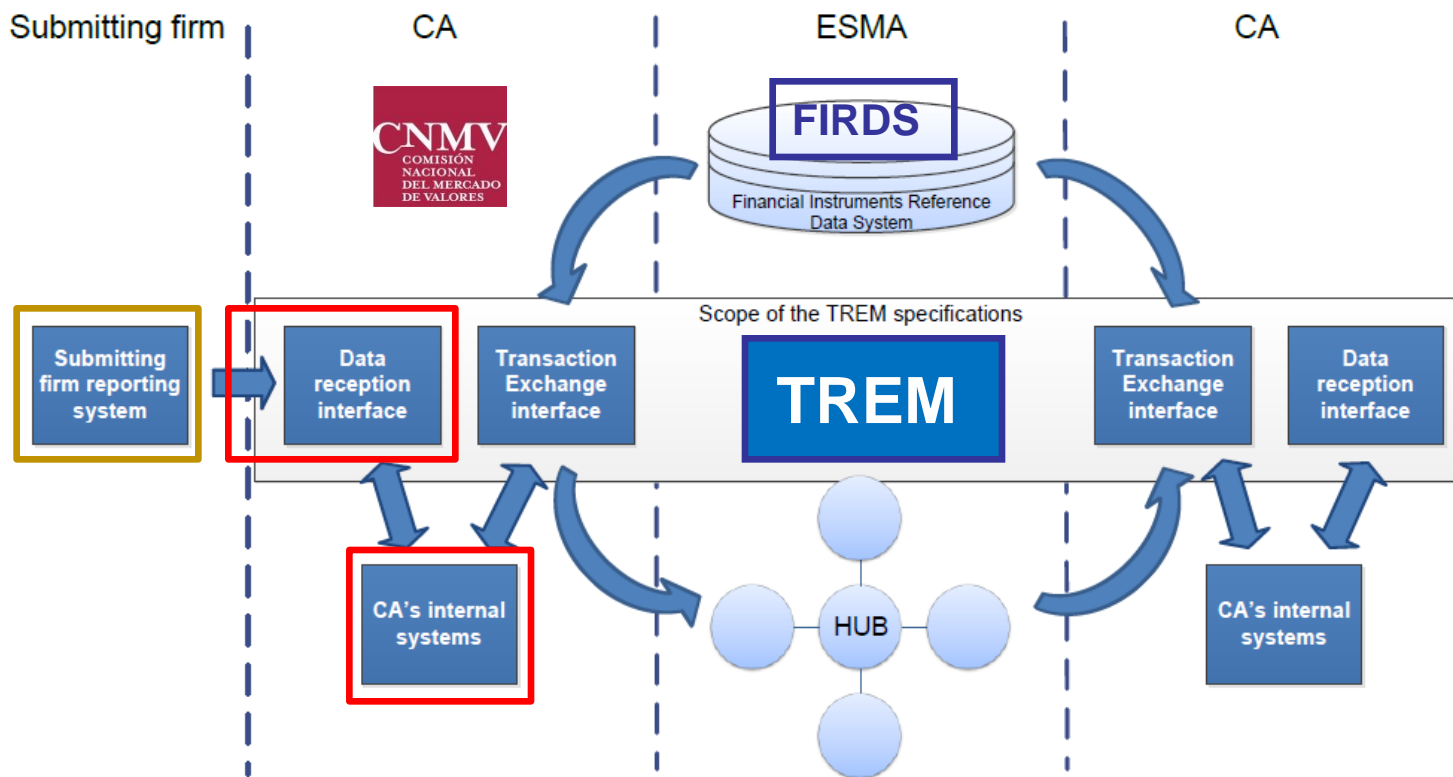 Submitting firm
CA
ESMA
CA
CNMV
COMISIÓN
NACIONAL
DEL MERCADO
DE VALORES
FIRDS
Financial Instruments Reference
Data System
Scope of the TREM specifications
Submitting
firm reporting
system
Data
reception
interface
Transaction
Exchange
interface
TREM
Transaction
Exchange
interface
Data
reception
interface
CA's internal
systems
HUB
CA's internal
systems